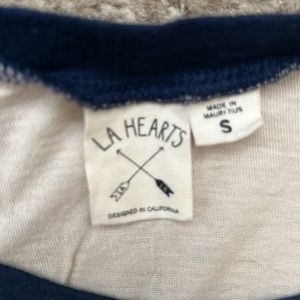 LA HEARTS
DESIGNED IN CALIFORNIA
MADE IN
MAURITIUS
S